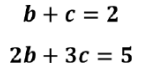 b + c = 2
2b + 3c = 5